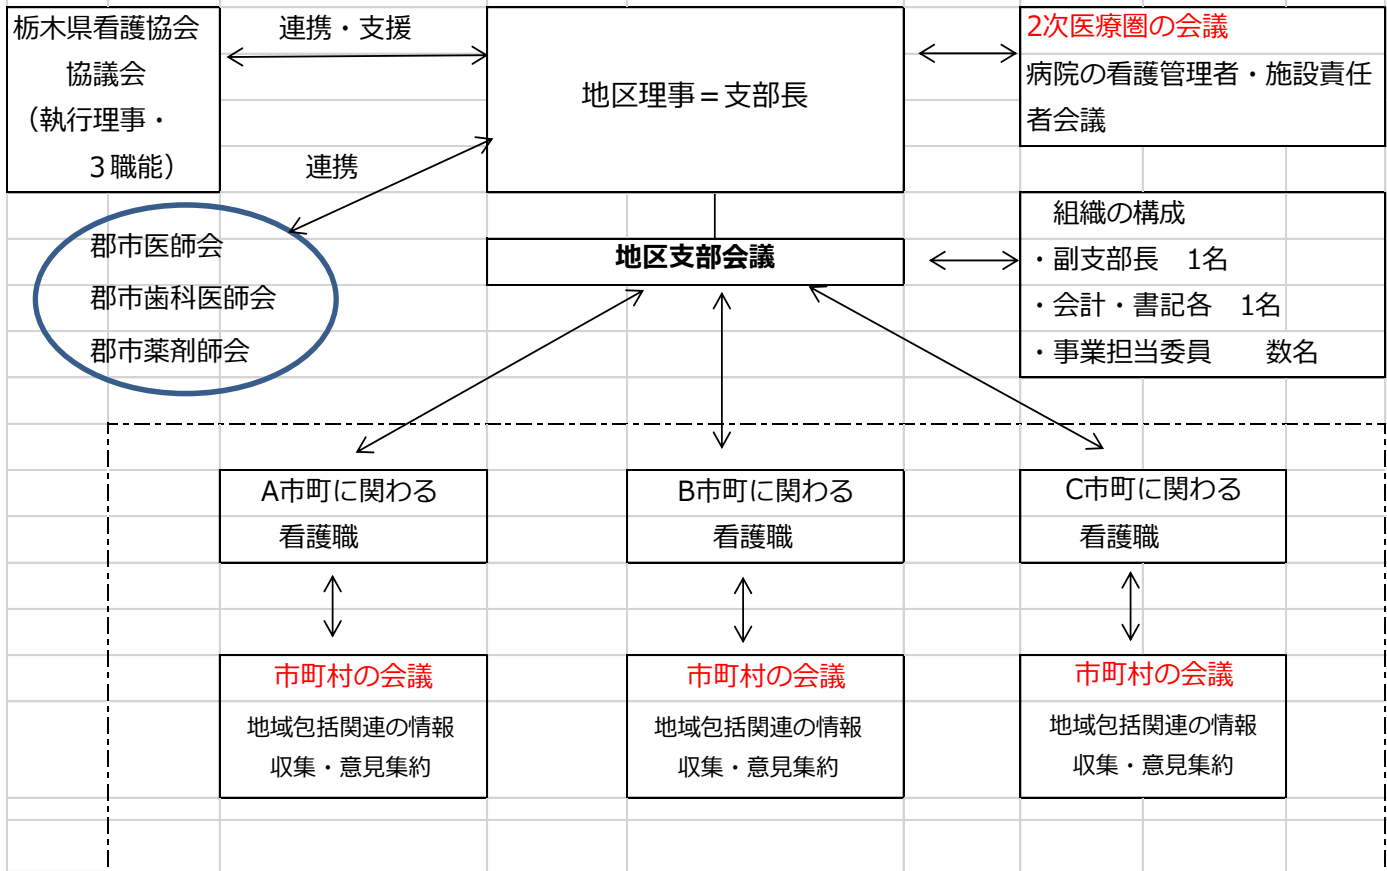 栃木県看護協会
協議会
（執行理事・
３職能）
連携・支援
連携
地区理事＝支部長
2次医療圏の会議
病院の看護管理者・施設責任
者会議
郡市医師会
郡市歯科医師会
郡市薬剤師会
地区支部会議
組織の構成
・副支部長　1名
・会計・書記各　1名
・事業担当委員　　数名
A市町に関わる
看護職
B市町に関わる
看護職
C市町に関わる
看護職
市町村の会議
地域包括関連の情報
収集・意見集約
市町村の会議
地域包括関連の情報
収集・意見集約
市町村の会議
地域包括関連の情報
収集・意見集約